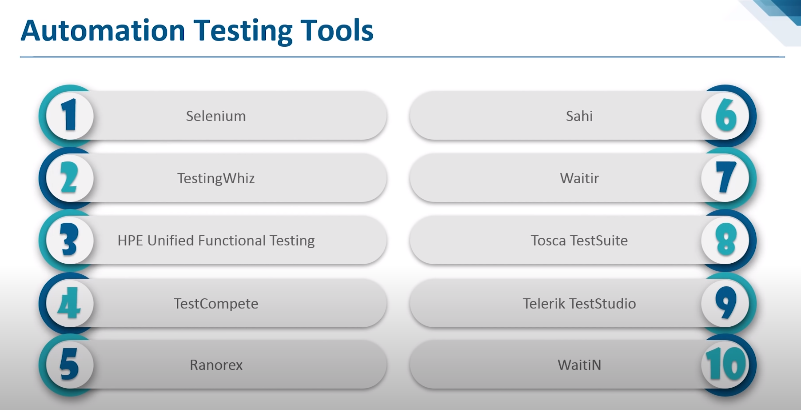 Automation Testing Tools
1 Selenium
2 TestingWhiz
3 HPE Unified Functional Testing
4 TestCompete
5 Ranorex
Sahi 6
Waitir 7
Tosca TestSuite 8
Telerik TestStudio 9
WaitiN 10